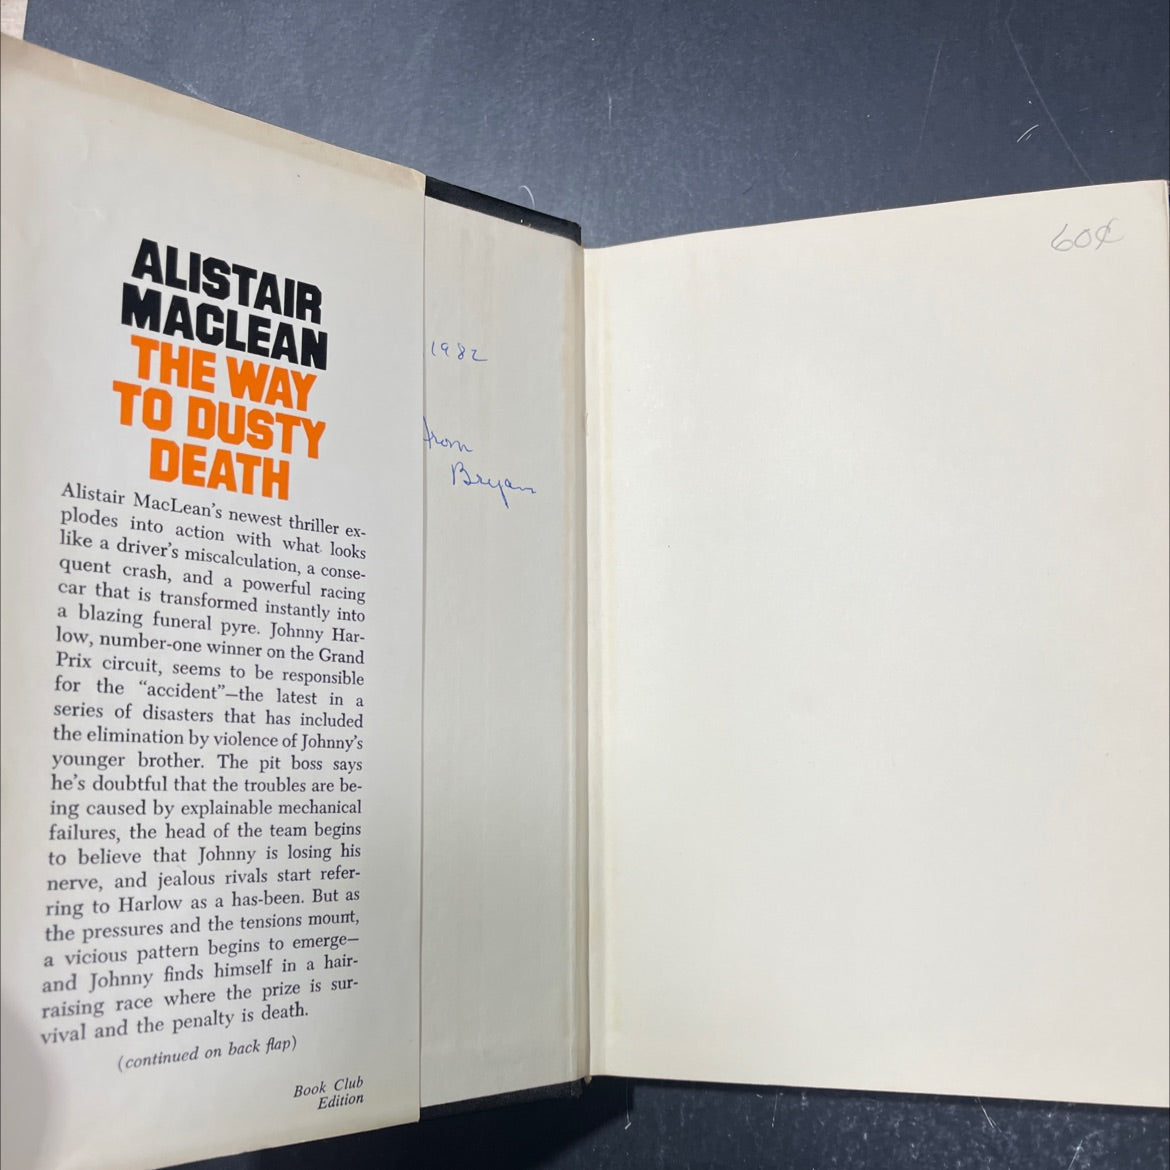 ALISTAIR
MACLEAN
THE WAY
TO DUSTY
DEATH
Alistair MacLean's newest thriller ex-
plodes into action with what looks
like a driver's miscalculation, a conse-
quent crash, and a powerful racing
car that is transformed instantly into
a blazing funeral pyre. Johnny Har-
low, number-one winner on the Grand
Prix circuit, seems to be responsible
for the “accident”—the latest in a
series of disasters that has included
the elimination by violence of Johnny's
younger brother. The pit boss says
he's doubtful that the troubles are be-
ing caused by explainable mechanical
failures, the head of the team begins
to believe that Johnny is losing his
nerve, and jealous rivals start refer-
ring to Harlow as a has-been. But as
the pressures and the tensions mount,
a vicious pattern begins to emerge—
and Johnny finds himself in a hair-
raising race where the prize is sur-
vival and the penalty is death.
(continued on back flap)
Book Club
Edition
1982
from
Bryan
60¢